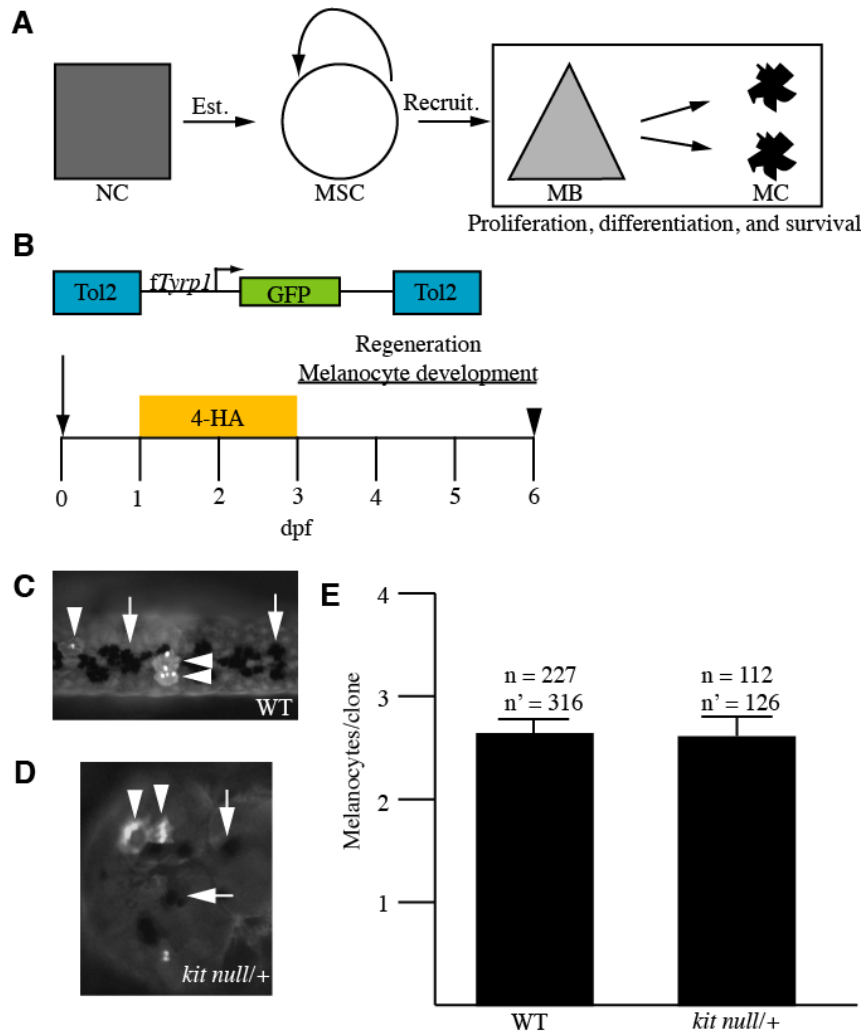 A
Est.
Recruit.
NC
MSC
MB
MC
Proliferation, differentiation, and survival
B
Tol2
fTyrp1
GFP
Tol2
Regeneration
Melanocyte development
4-HA
0 1 2 3 4 5 6
dpf
C
WT
D
kit null/+
E
Melanocytes/clone
4
3
2
1
n = 227
n' = 316
n = 112
n' = 126
WT
kit null/+